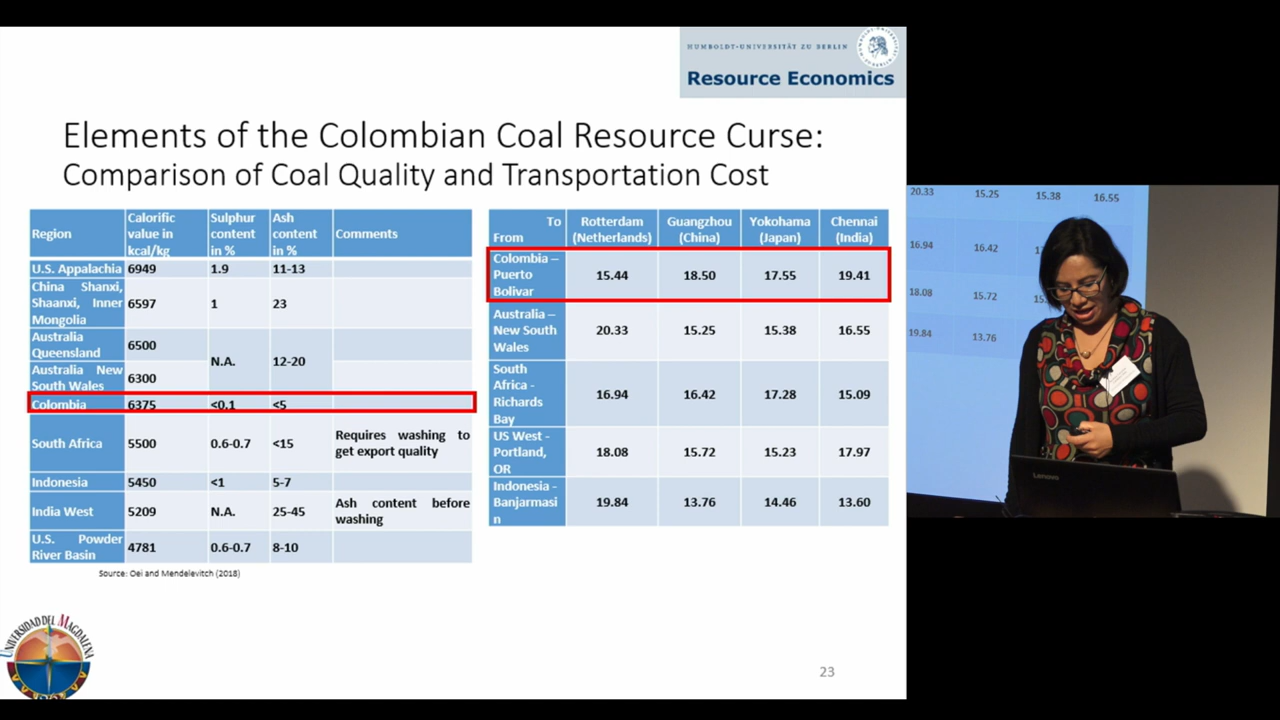 HUMBOLDT-UNIVERSITÄT ZU BERLIN
Resource Economics
Elements of the Colombian Coal Resource Curse:
Comparison of Coal Quality and Transportation Cost
Region
Calorific
value in
kcal/kg
Sulphur
content
in %
Ash
content
in %
Comments
U.S. Appalachia 6949 1.9 11-13
China Shanxi,
Shaanxi, Inner
Mongolia
6597 1 23
Australia
Queensland
6500
N.A. 12-20
Australia New
South Wales
6300
Colombia 6375 <0,1 <5
South Africa 5500 0.6-0.7 <15
Requires washing to
get export quality
Indonesia 5450 <1 5-7
India West 5209 N.A. 25-45
Ash content before
washing
U.S. Powder
River Basin
4781 0.6-0.7 8-10
Source: Oei and Mendelevitch (2018)
To
From
Rotterdam
(Netherlands)
Guangzhou
(China)
Yokohama
(Japan)
Chennai
(India)
Colombia –
Puerto
Bolivar
15.44 18.50 17.55 19.41
Australia –
New South
Wales
20.33 15.25 15.38 16.55
South
Africa -
Richards
Bay
16.94 16.42 17.28 15.09
US West -
Portland,
OR
18.08 15.72 15.23 17.97
Indonesia -
Banjarmasi
n
19.84 13.76 14.46 13.60
UNIVERSIDAD DEL MAGDALENA
23
20.33 15.25 15.38 16.55
16.94 16.42
18.08 15.72
19.84 13.76
Lenovo